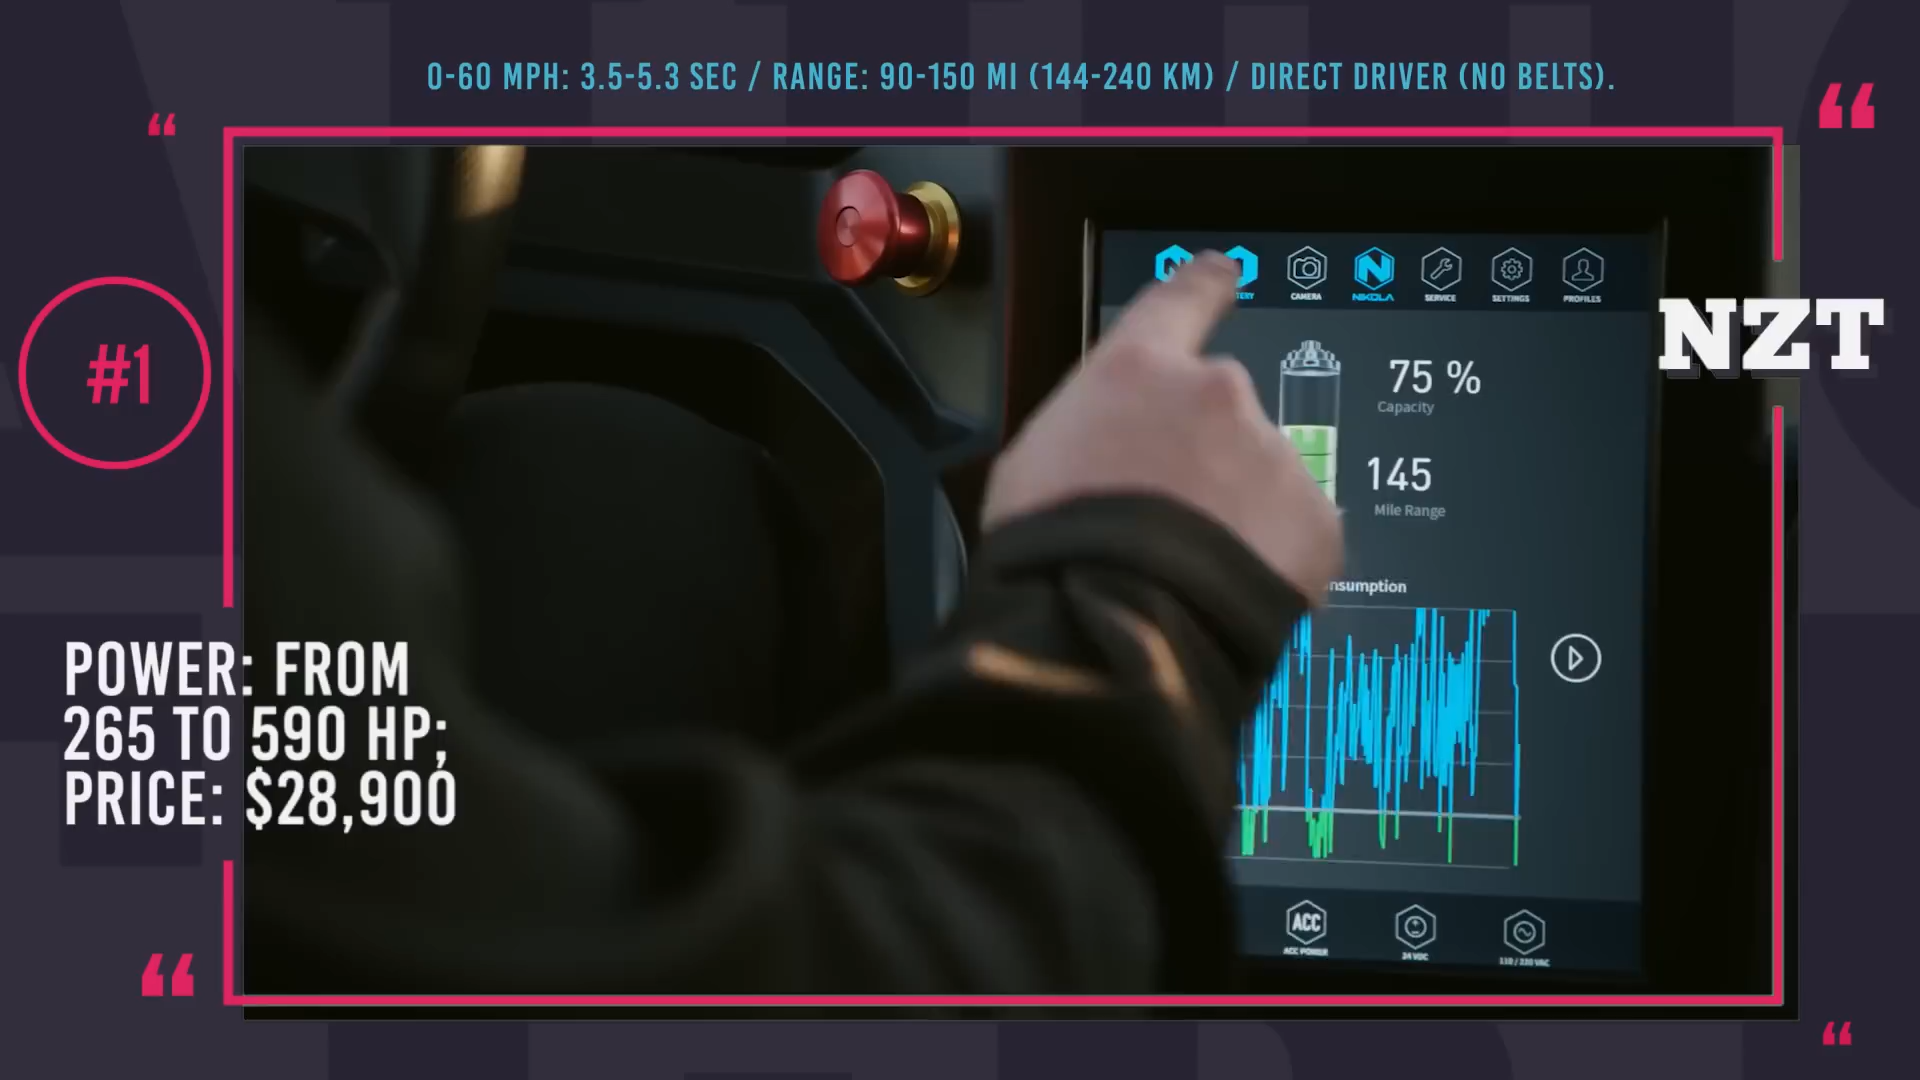 0-60 MPH: 3.5-5.3 SEC / RANGE: 90-150 MI (144-240 KM) / DIRECT DRIVER (NO BELTS).
“
“
#1
CAMERA
NIKOLA
SERVICE
SETTINGS
PROFILES
NZT
75 %
Capacity
145
Mile Range
POWER: FROM
265 TO 590 HP;
PRICE: $28,900
ACC
ACC POWER
24 VDC
110 / 220 VAC
“
“